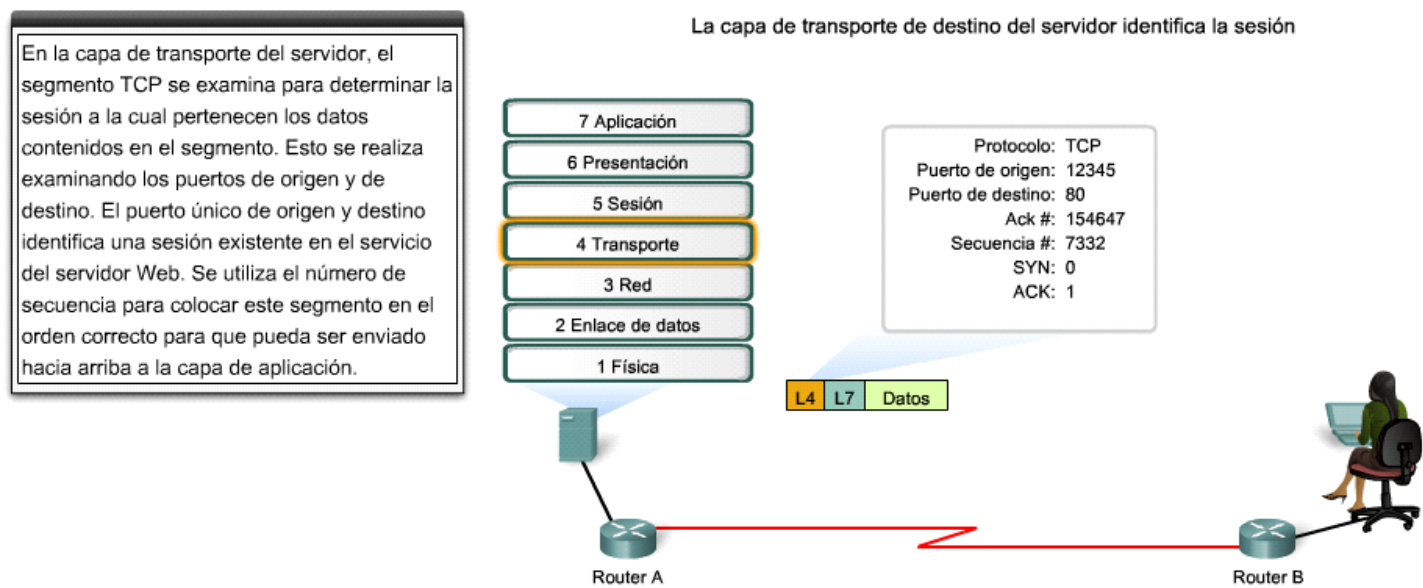 La capa de transporte de destino del servidor identifica la sesión
En la capa de transporte del servidor, el
segmento TCP se examina para determinar la
sesión a la cual pertenecen los datos
contenidos en el segmento. Esto se realiza
examinando los puertos de origen y de
destino. El puerto único de origen y destino
identifica una sesión existente en el servicio
del servidor Web. Se utiliza el número de
secuencia para colocar este segmento en el
orden correcto para que pueda ser enviado
hacia arriba a la capa de aplicación.
7 Aplicación
6 Presentación
5 Sesión
4 Transporte
3 Red
2 Enlace de datos
1 Física
Protocolo: TCP
Puerto de origen: 12345
Puerto de destino: 80
Ack #: 154647
Secuencia #: 7332
SYN: 0
ACK: 1
L4 L7 Datos
Router A
Router B